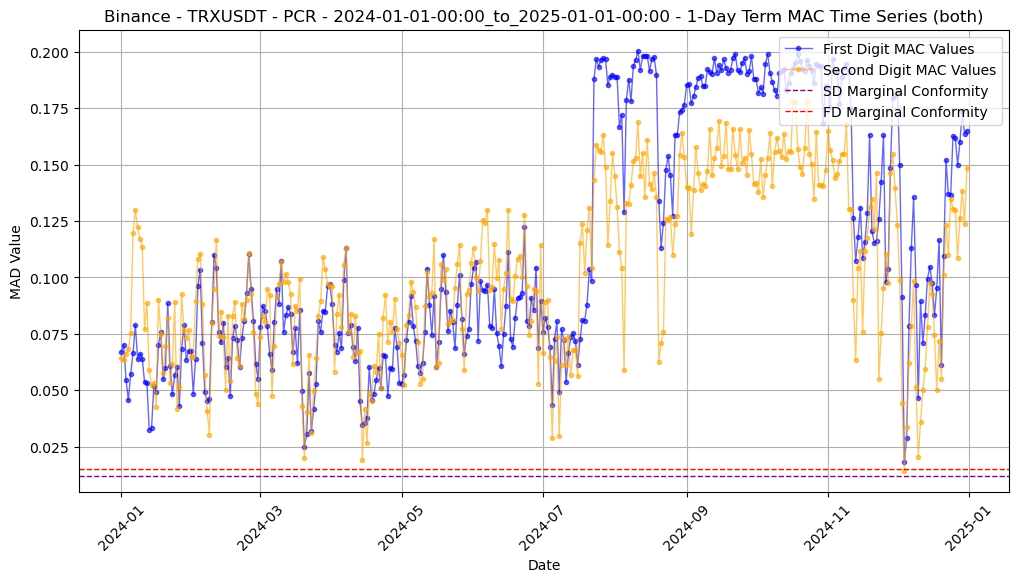 Binance - TRXUSDT - PCR - 2024-01-01-00:00_to_2025-01-01-00:00 - 1-Day Term MAC Time Series (both)
First Digit MAC Values
Second Digit MAC Values
SD Marginal Conformity
FD Marginal Conformity
MAD Value
0.200
0.175
0.150
0.125
0.100
0.075
0.050
0.025
2024-01
2024-03
2024-05
2024-07
2024-09
2024-11
2025-01
Date